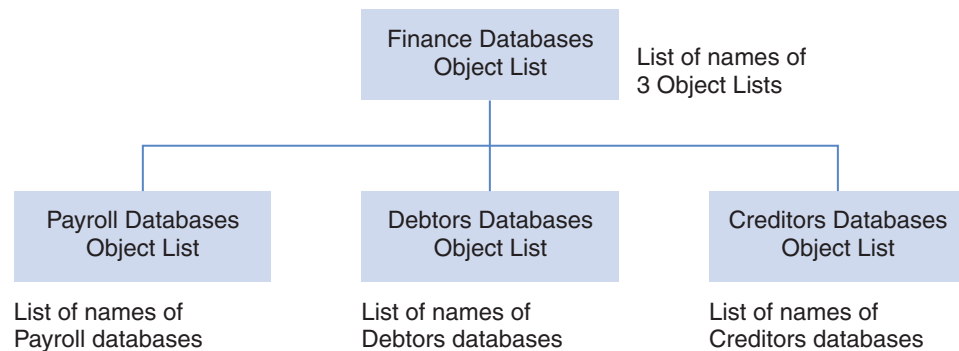 Finance Databases
Object List
List of names of
3 Object Lists
Payroll Databases
Object List
Debtors Databases
Object List
Creditors Databases
Object List
List of names of
Payroll databases
List of names of
Debtors databases
List of names of
Creditors databases